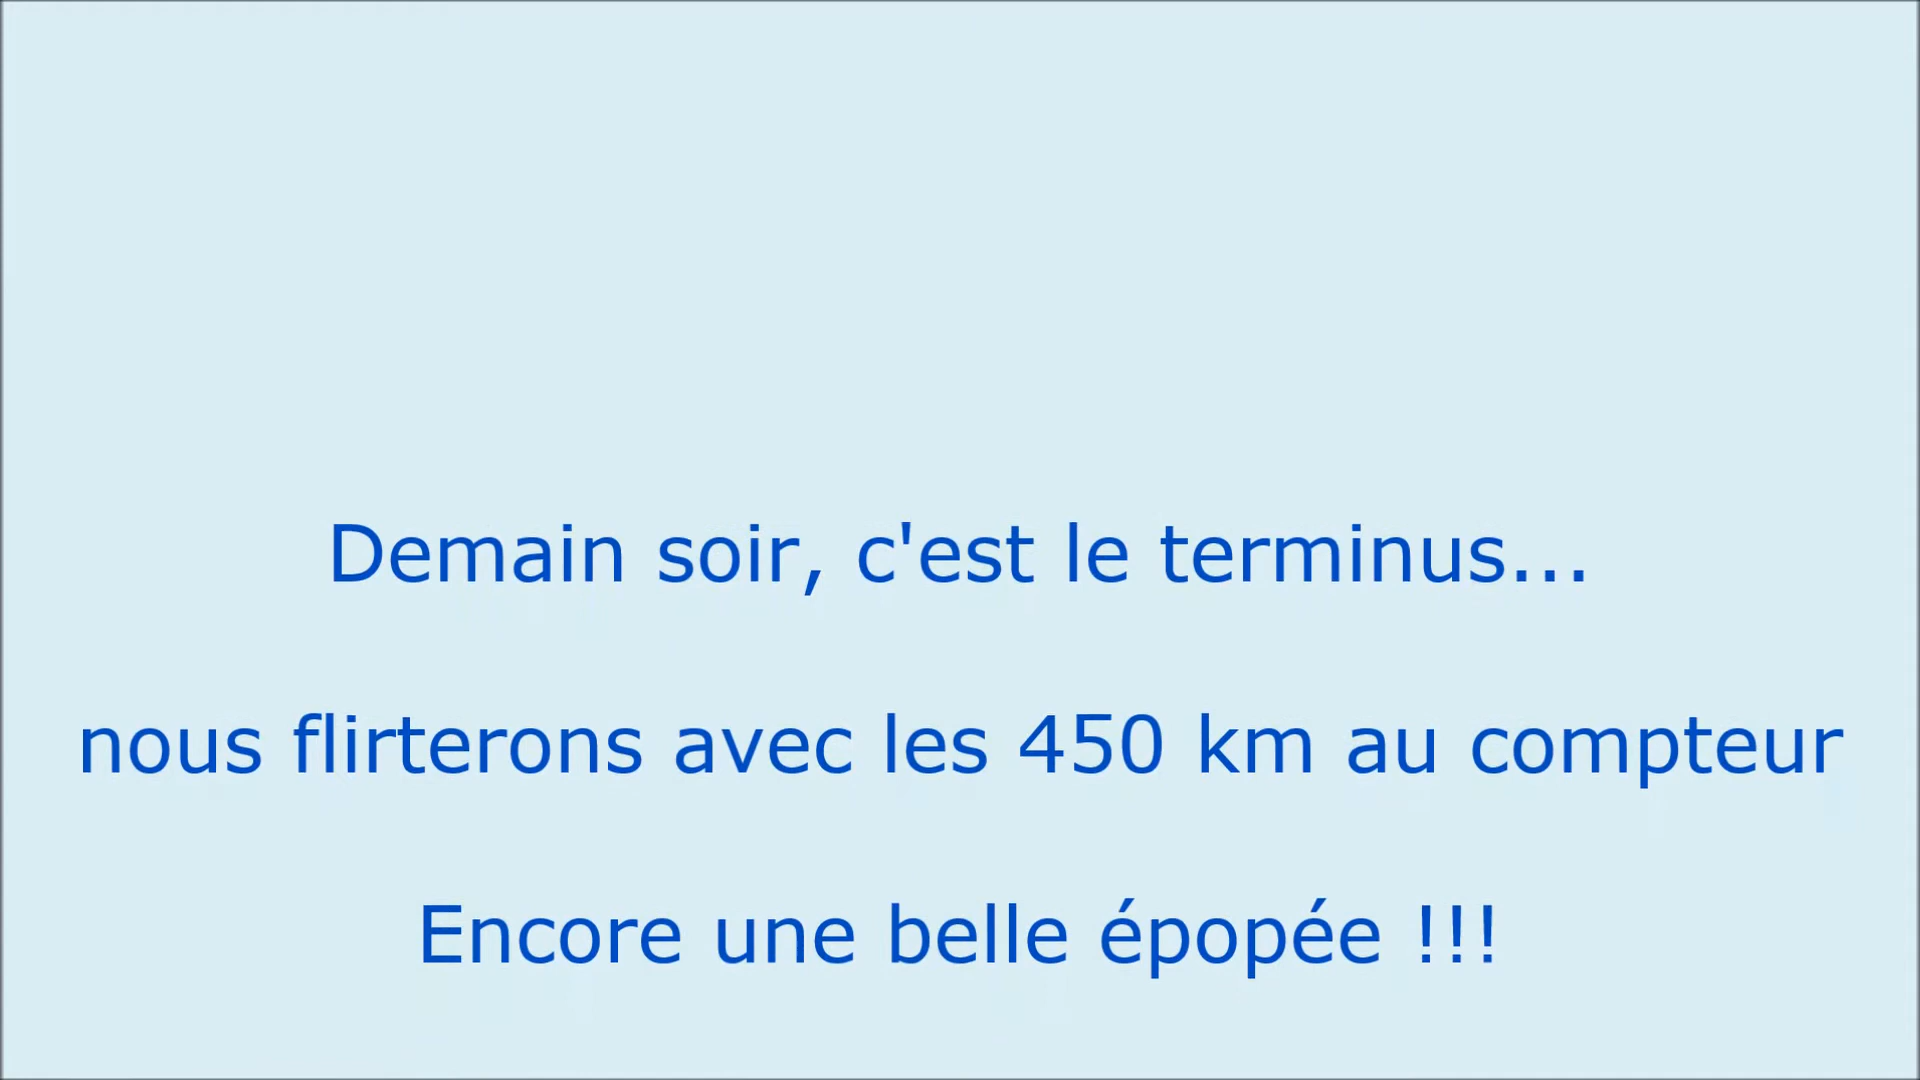 Demain soir, c'est le terminus...
nous flirterons avec les 450 km au compteur
Encore une belle épopée !!!